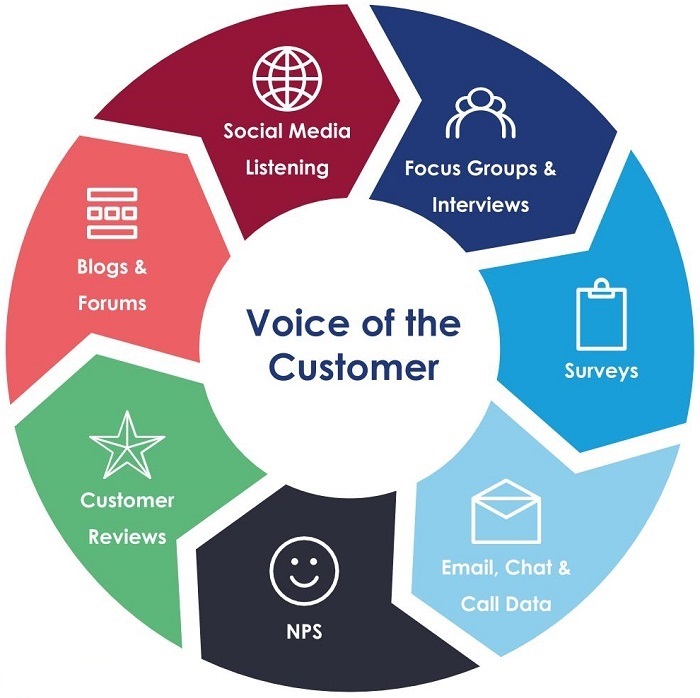 Voice of the
Customer
Social Media
Listening
Focus Groups &
Interviews
Surveys
Email, Chat &
Call Data
NPS
Customer
Reviews
Blogs &
Forums